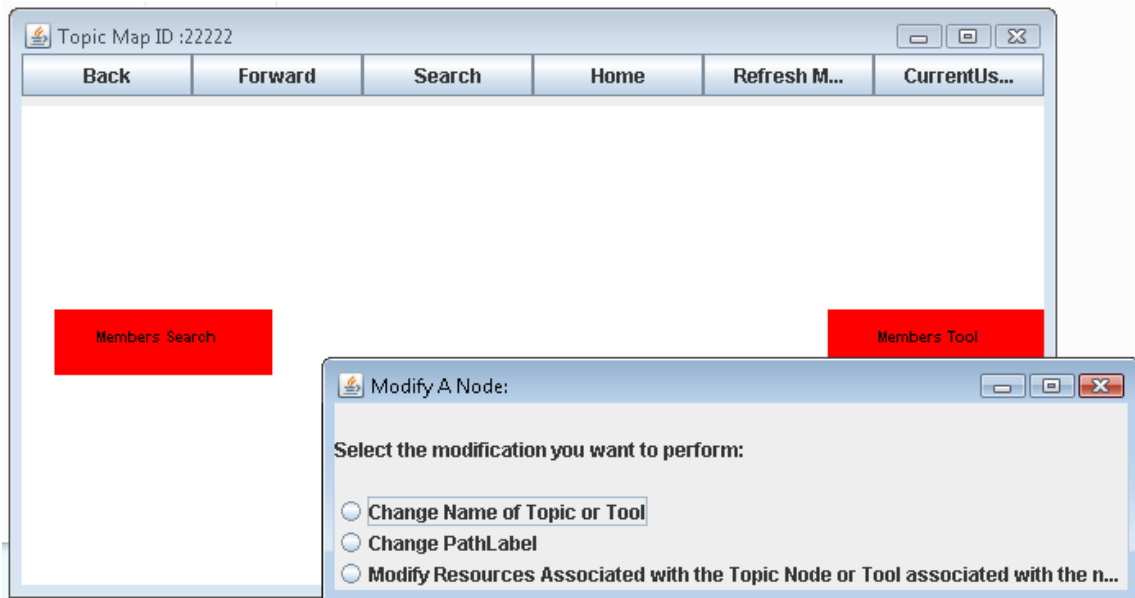 Topic Map ID :22222
Back Forward Search Home Refresh M... CurrentUs...
Members Search Members Tool
Modify A Node:
Select the modification you want to perform:
Change Name of Topic or Tool
Change PathLabel
Modify Resources Associated with the Topic Node or Tool associated with the n...